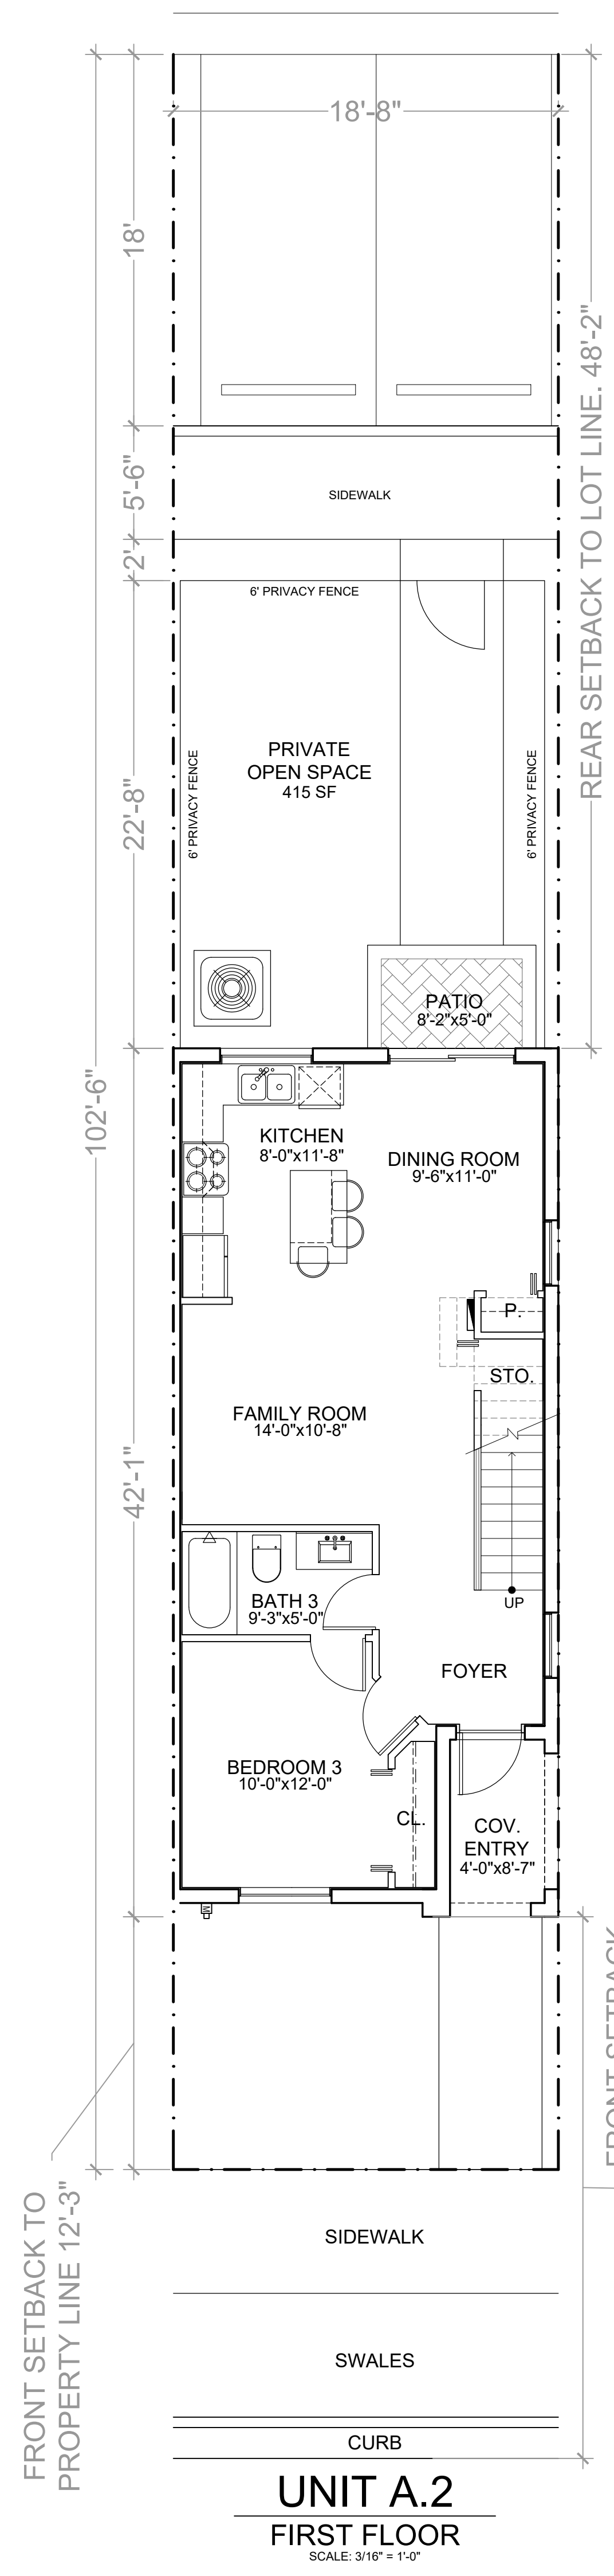 18'-8"
18'
REAR SETBACK TO LOT LINE. 48'-2"
5'-6"
SIDEWALK
2'
6' PRIVACY FENCE
PRIVATE
OPEN SPACE
415 SF
6' PRIVACY FENCE
6' PRIVACY FENCE
22'-8"
PATIO
8'-2"x5'-0"
102'-6"
KITCHEN
8'-0"x11'-8"
DINING ROOM
9'-6"x11'-0"
P.
STO.
FAMILY ROOM
14'-0"x10'-8"
42'-1"
BATH 3
9'-3"x5'-0"
UP
FOYER
BEDROOM 3
10'-0"x12'-0"
CL.
COV.
ENTRY
4'-0"x8'-7"
M
FRONT SETBACK
FRONT SETBACK TO
PROPERTY LINE 12'-3"
SIDEWALK
SWALES
CURB
UNIT A.2
FIRST FLOOR
SCALE: 3/16" = 1'-0"